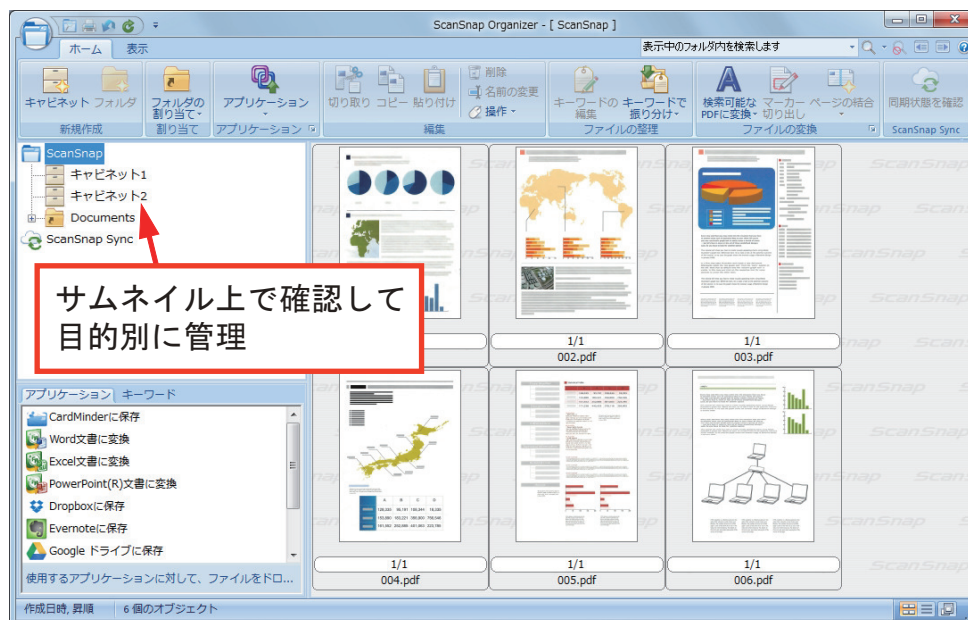 ScanSnap Organizer - [ ScanSnap ]
ホーム 表示
表示中のフォルダ内を検索します
キャビネット フォルダ
新規作成
フォルダの
割り当て
割り当て
アプリケーション
アプリケーション
切り取り コピー 貼り付け
削除
名前の変更
操作
編集
キーワードの
編集
キーワードで
振り分け
ファイルの整理
検索可能な
PDFに変換
マーカー
切り出し
ページの結合
ファイルの変換
同期状態を確認
ScanSnap Sync
ScanSnap
キャビネット1
キャビネット2
Documents
ScanSnap Sync
サムネイル上で確認して
目的別に管理
1/1
002.pdf
1/1
003.pdf
アプリケーション キーワード
CardMinderに保存
Word文書に変換
Excel文書に変換
PowerPoint(R)文書に変換
Dropboxに保存
Evernoteに保存
Google ドライブに保存
使用するアプリケーションに対して、ファイルをドロ...
1/1
004.pdf
1/1
005.pdf
1/1
006.pdf
作成日時, 昇順 6 個のオブジェクト